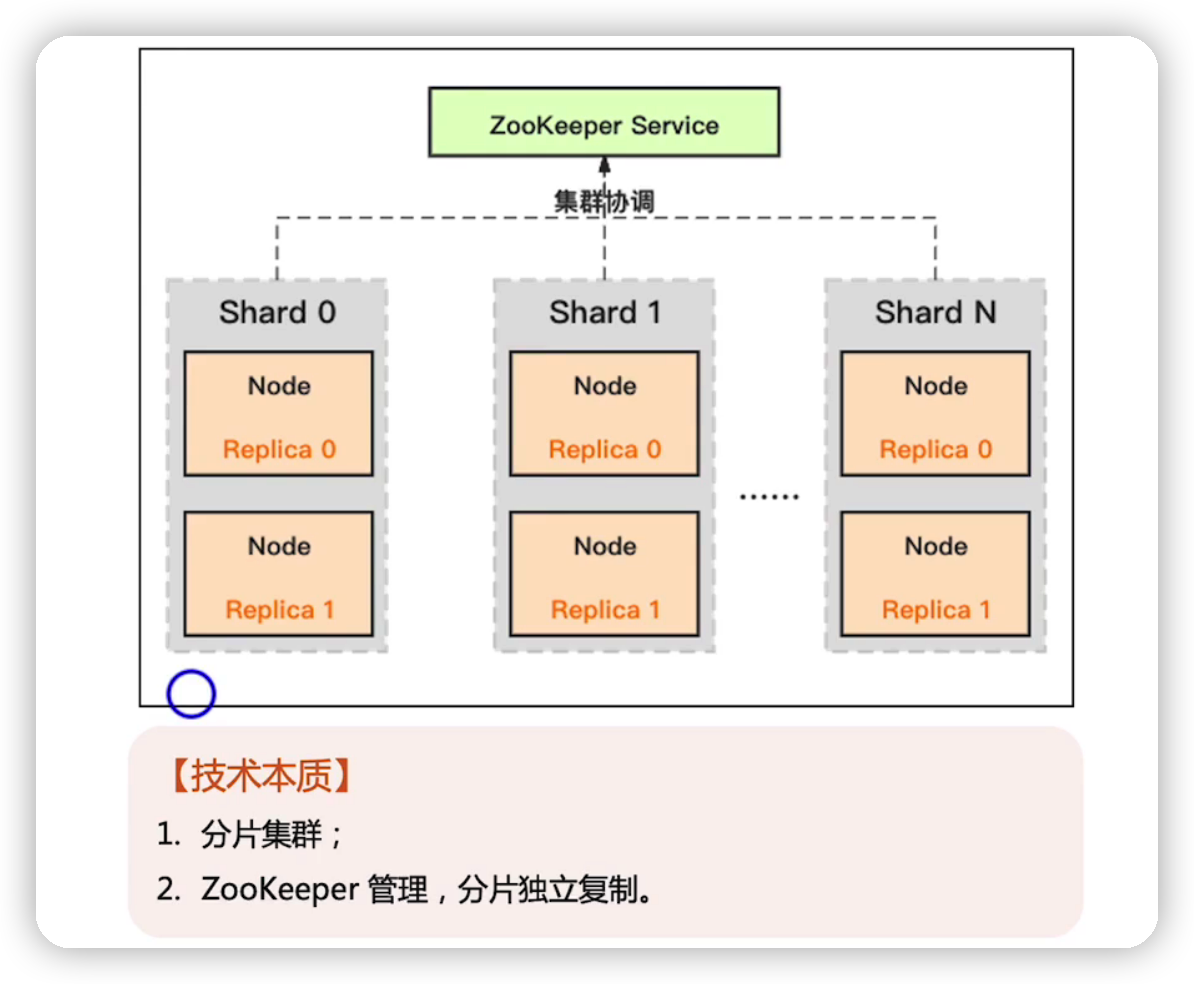 ZooKeeper Service
集群协调
Shard 0
Shard 1
Shard N
Node
Node
Node
Replica 0
Replica 0
Replica 0
......
Node
Node
Node
Replica 1
Replica 1
Replica 1
【技术本质】
1. 分片集群；
2. ZooKeeper 管理，分片独立复制。